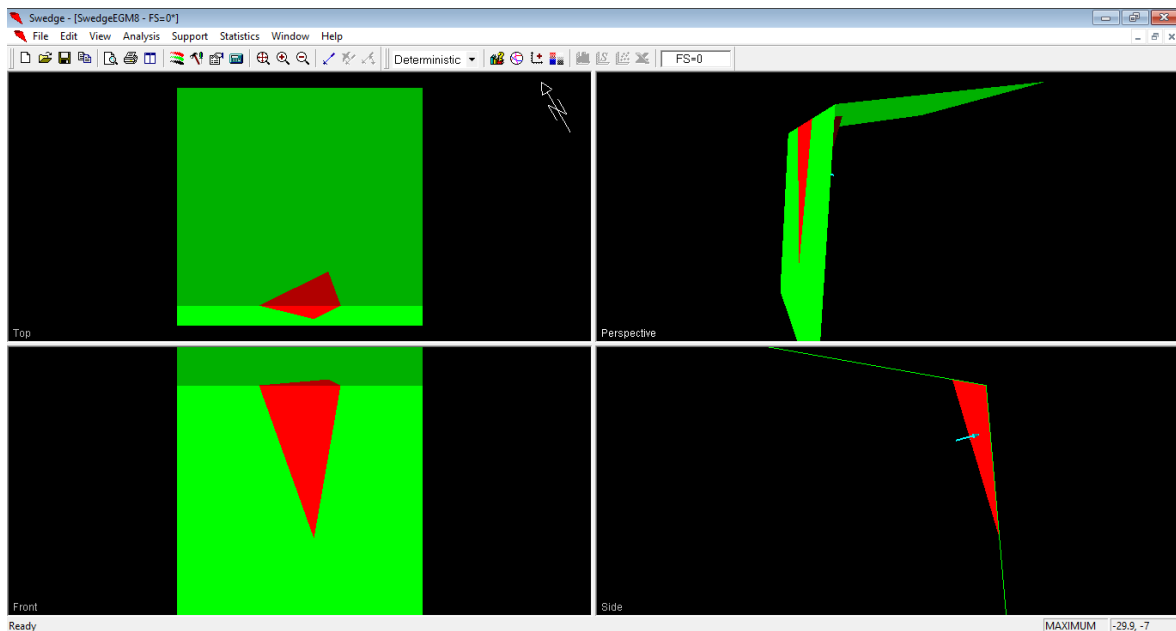 Swedge - [SwedgeEGM8 - FS=0*]
File Edit View Analysis Support Statistics Window Help
Deterministic FS=0
N
Top
Perspective
Front
Side
Ready MAXIMUM -29.9, -7